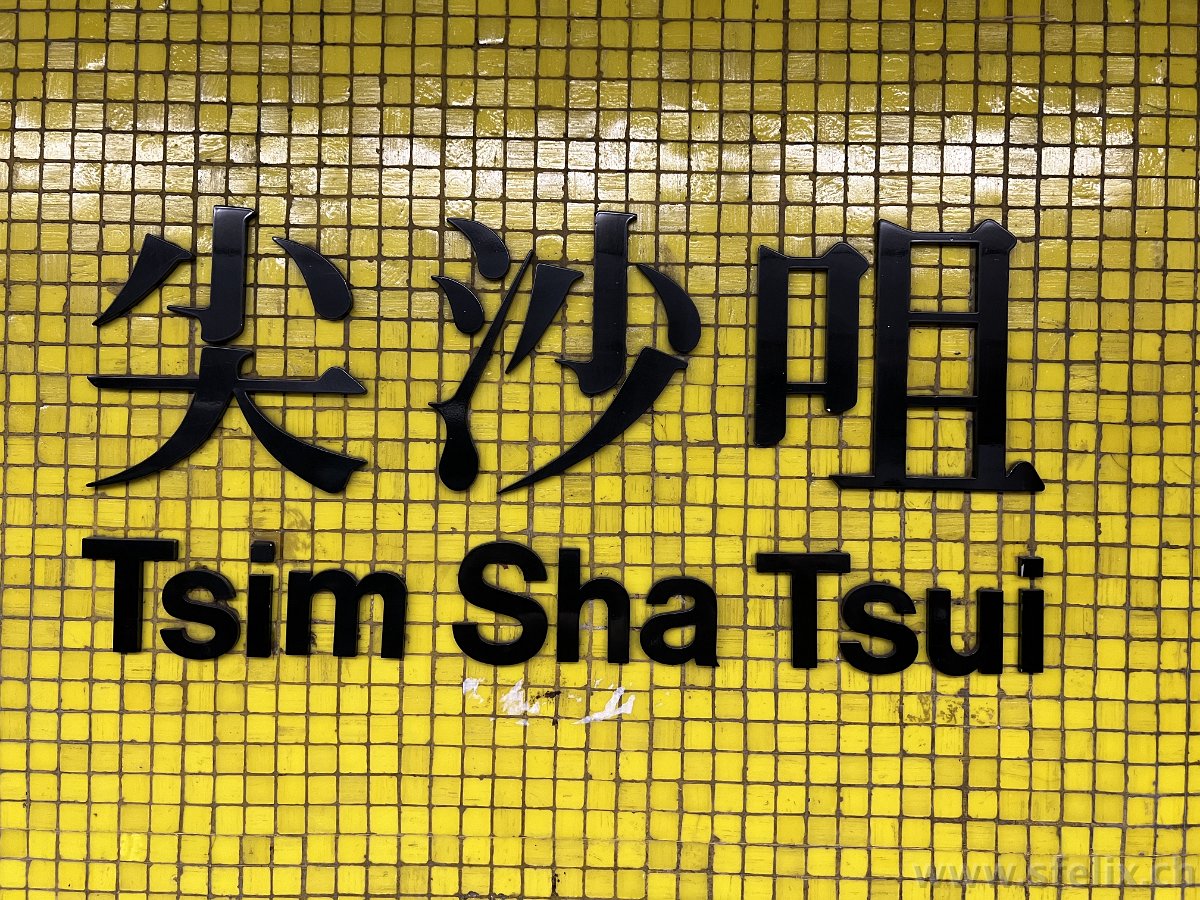 尖沙咀
Tsim Sha Tsui
www.sfelix.ch